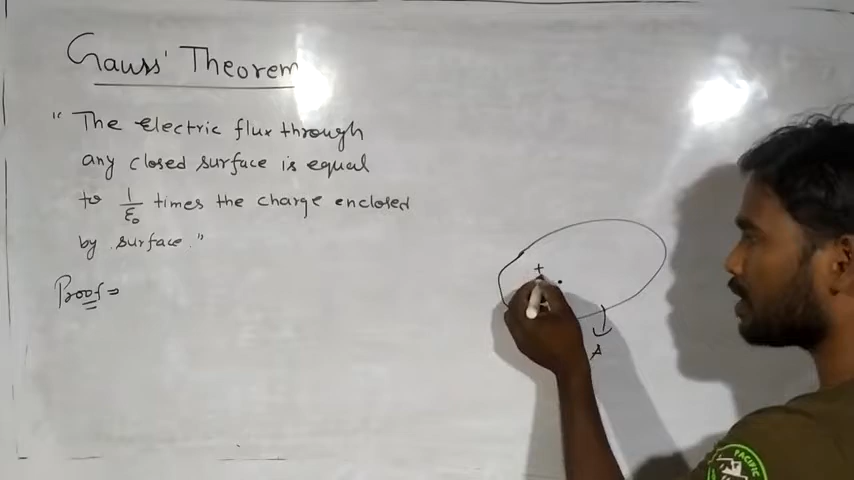 Gauss' Theorem
" The electric flux through
any closed surface is equal
to 1/ε₀ times the charge enclosed
by surface."
Proof ⇒
+
s
PACIFIC